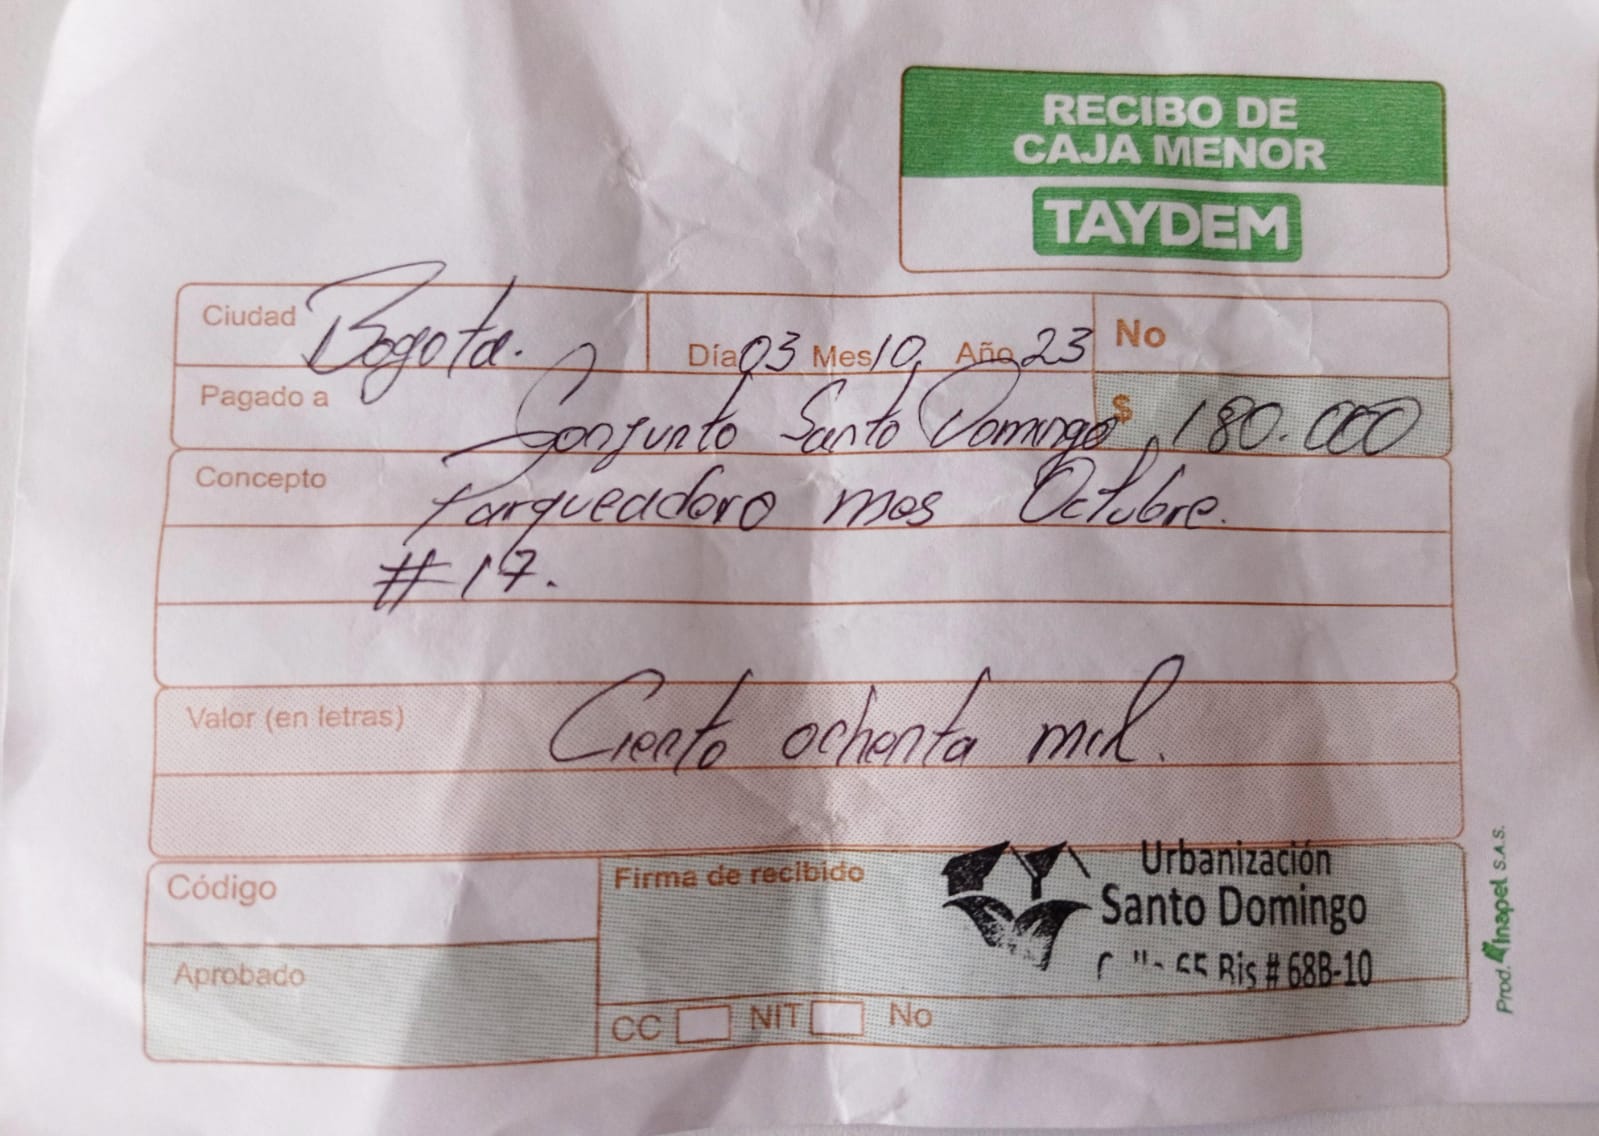 RECIBO DE
CAJA MENOR
TAYDEM
Ciudad Bogota. Día 03 Mes 10 Año 23 No
Pagado a Conjunto Santo Domingo $ 180.000
Concepto Parqueadero mes Octubre.
# 17.
Valor (en letras) Ciento ochenta mil.
Código
Firma de recibido
Urbanización
Santo Domingo
65 Bis # 68B-10
Aprobado
CC NIT No
Prod. inapel S.A.S.